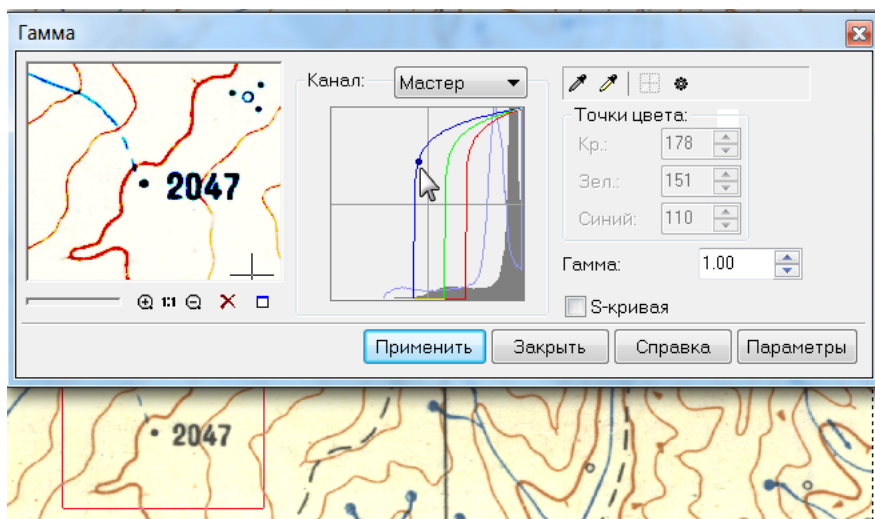 Гамма
2047
1:1
Канал:
Мастер
Точки цвета:
Кр.: 178
Зел.: 151
Синий: 110
Гамма: 1.00
S-кривая
Применить
Закрыть
Справка
Параметры
2047